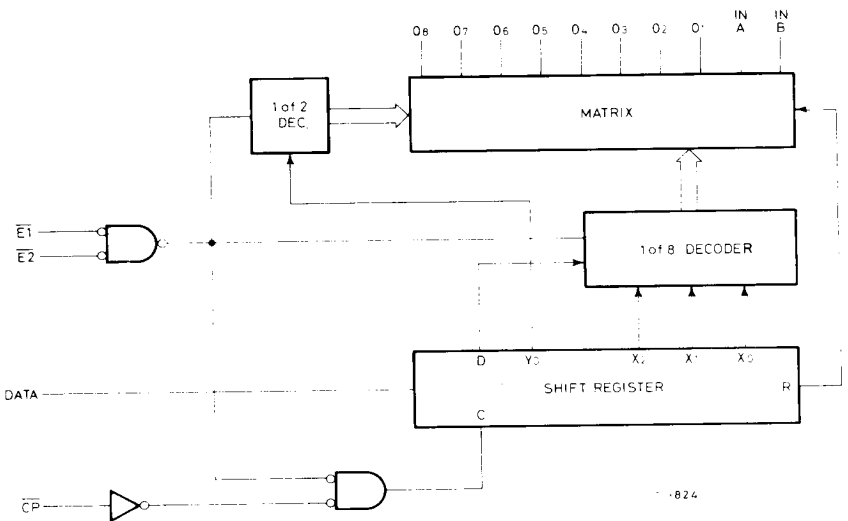 O8 O7 O6 O5 O4 O3 O2 O1 IN A IN B
1 of 2 DEC.
MATRIX
E1
E2
1 of 8 DECODER
D Y0 X2 X1 X0
DATA
SHIFT REGISTER
R
C
CP